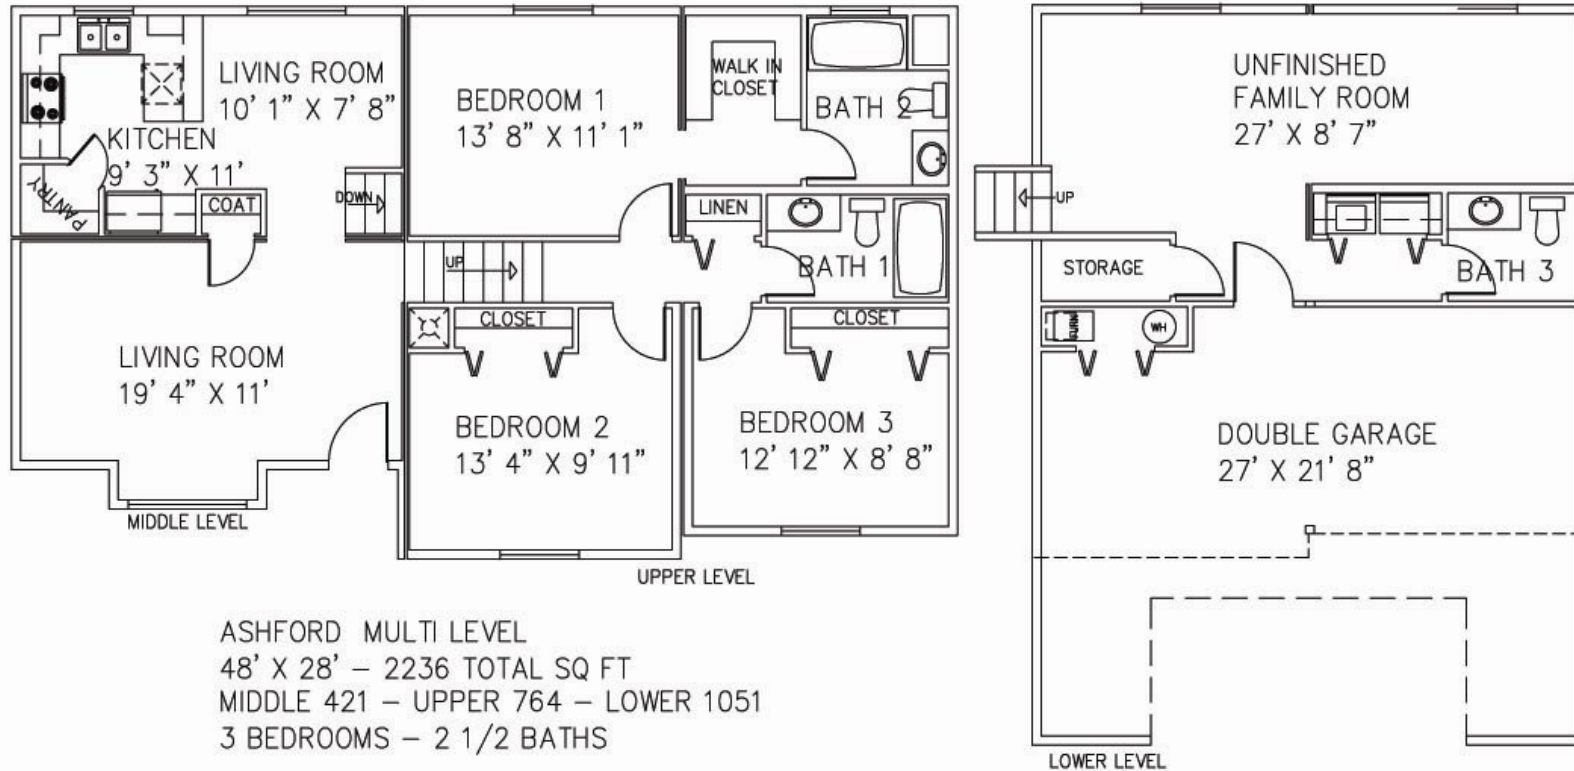 LIVING ROOM
10' 1" X 7' 8"
KITCHEN
9' 3" X 11'
PANTRY
COAT
DOWN
LIVING ROOM
19' 4" X 11'
MIDDLE LEVEL
BEDROOM 1
13' 8" X 11' 1"
WALK IN
CLOSET
BATH 2
LINEN
UP
BATH 1
CLOSET
CLOSET
BEDROOM 2
13' 4" X 9' 11"
BEDROOM 3
12' 12" X 8' 8"
UPPER LEVEL
UNFINISHED
FAMILY ROOM
27' X 8' 7"
UP
STORAGE
BATH 3
FURN
WH
DOUBLE GARAGE
27' X 21' 8"
LOWER LEVEL
ASHFORD MULTI LEVEL
48' X 28' – 2236 TOTAL SQ FT
MIDDLE 421 – UPPER 764 – LOWER 1051
3 BEDROOMS – 2 1/2 BATHS